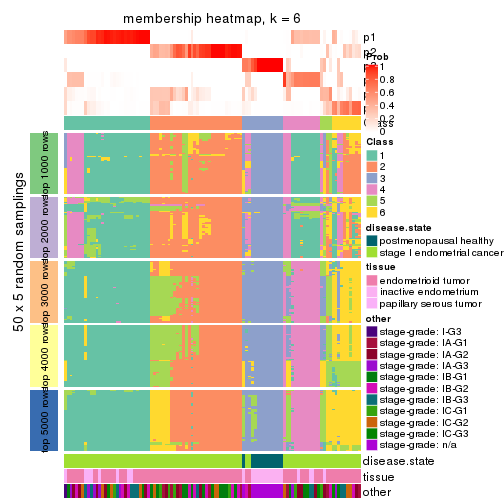 membership heatmap, k = 6
p1
p2
Prob
1
0.8
0.6
0.4
0.2
0
Class
1
2
3
4
5
6
50 x 5 random samplings
top 1000 rows
top 2000 rows
top 3000 rows
top 4000 rows
top 5000 rows
disease.state
postmenopausal healthy
stage I endometrial cancer
tissue
endometrioid tumor
inactive endometrium
papillary serous tumor
other
stage-grade: I-G3
stage-grade: IA-G1
stage-grade: IA-G2
stage-grade: IA-G3
stage-grade: IB-G1
stage-grade: IB-G2
stage-grade: IB-G3
stage-grade: IC-G1
stage-grade: IC-G2
stage-grade: IC-G3
stage-grade: n/a
disease.state
tissue
other